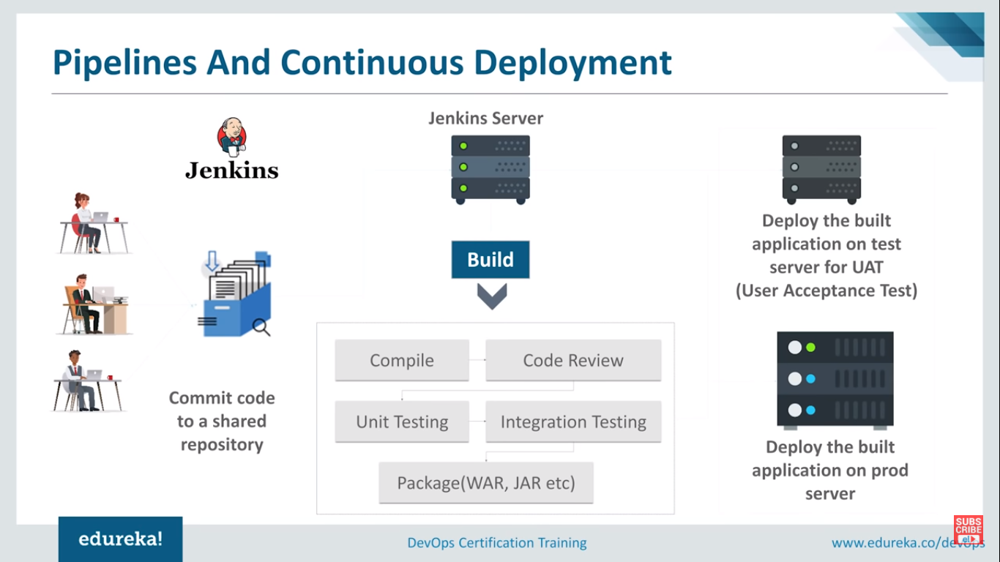 Pipelines And Continuous Deployment
Jenkins
Commit code
to a shared
repository
Jenkins Server
Build
Compile
Code Review
Unit Testing
Integration Testing
Package(WAR, JAR etc)
Deploy the built
application on test
server for UAT
(User Acceptance Test)
Deploy the built
application on prod
server
edureka!
DevOps Certification Training
www.edureka.co/devops
SUBS
CRIBE
e!